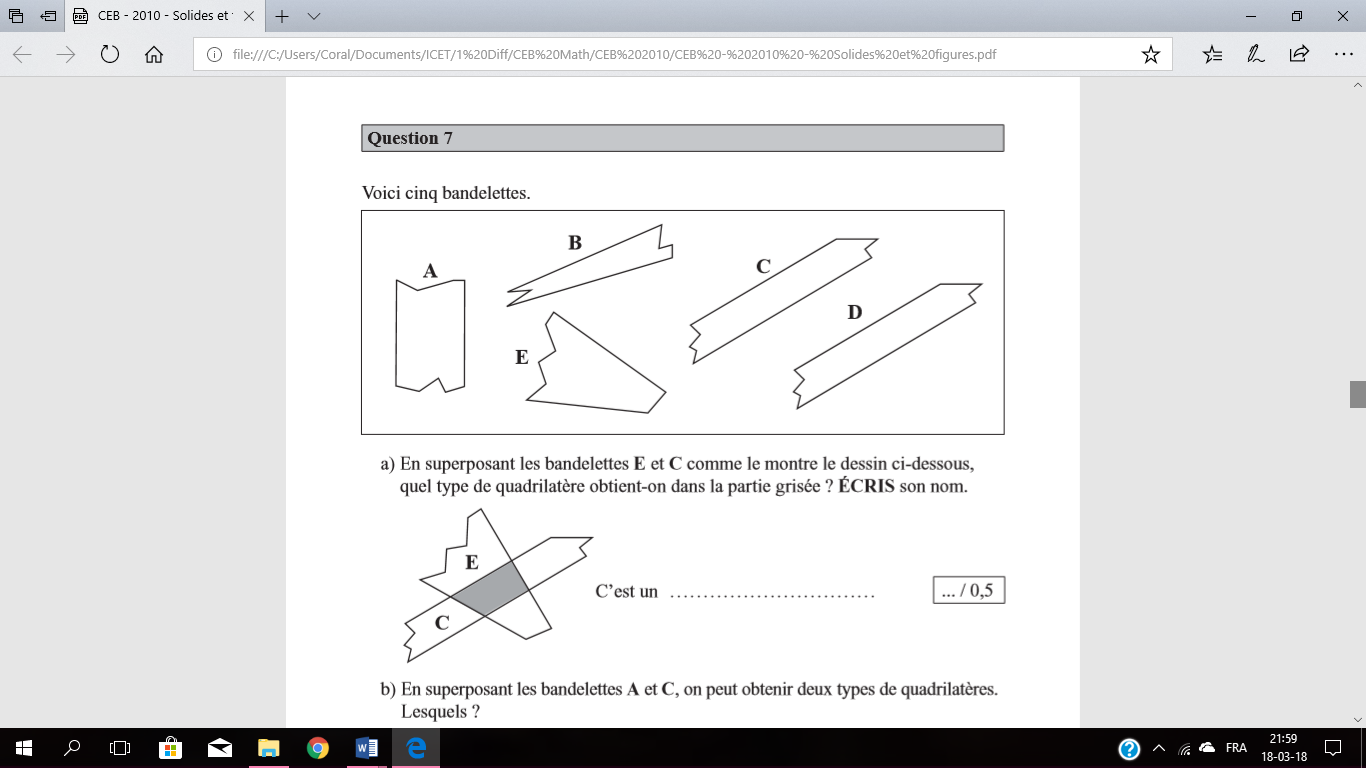 CEB - 2010 - Solides et
file:///C:/Users/Coral/Documents/ICET/1%20Diff/CEB%20Math/CEB%202010/CEB%20-%202010%20-%20Solides%20et%20figures.pdf
Question 7
Voici cinq bandelettes.
A
B
C
D
E
a) En superposant les bandelettes E et C comme le montre le dessin ci-dessous,
quel type de quadrilatère obtient-on dans la partie grisée ? ÉCRIS son nom.
E
C
C’est un ...............................
... / 0,5
b) En superposant les bandelettes A et C, on peut obtenir deux types de quadrilatères.
Lesquels ?
FRA
21:59
18-03-18